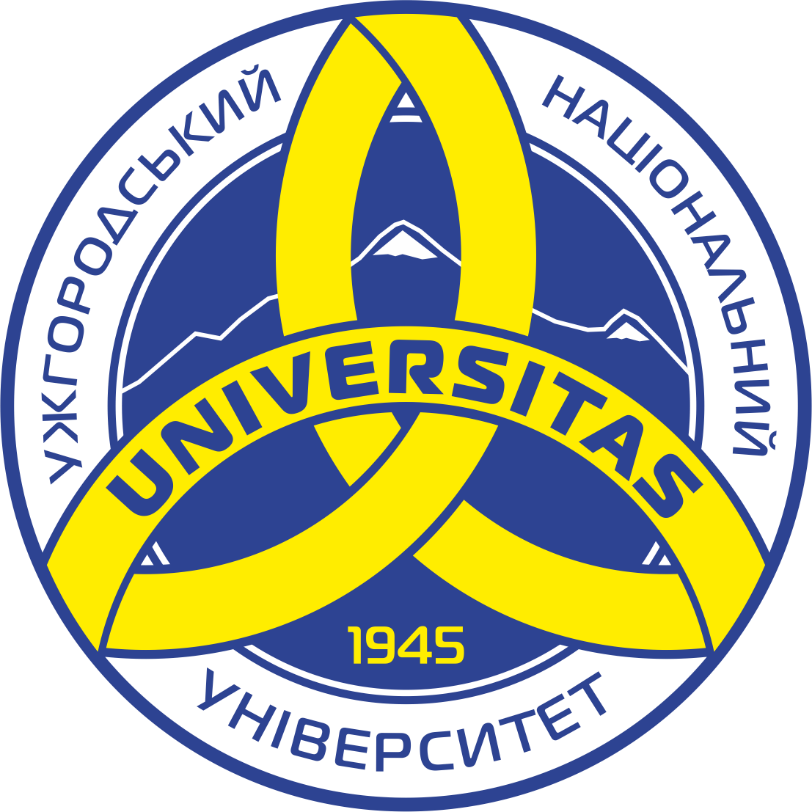 УЖГОРОДСЬКИЙ
НАЦІОНАЛЬНИЙ
УНІВЕРСИТЕТ
UNIVERSITAS
1945